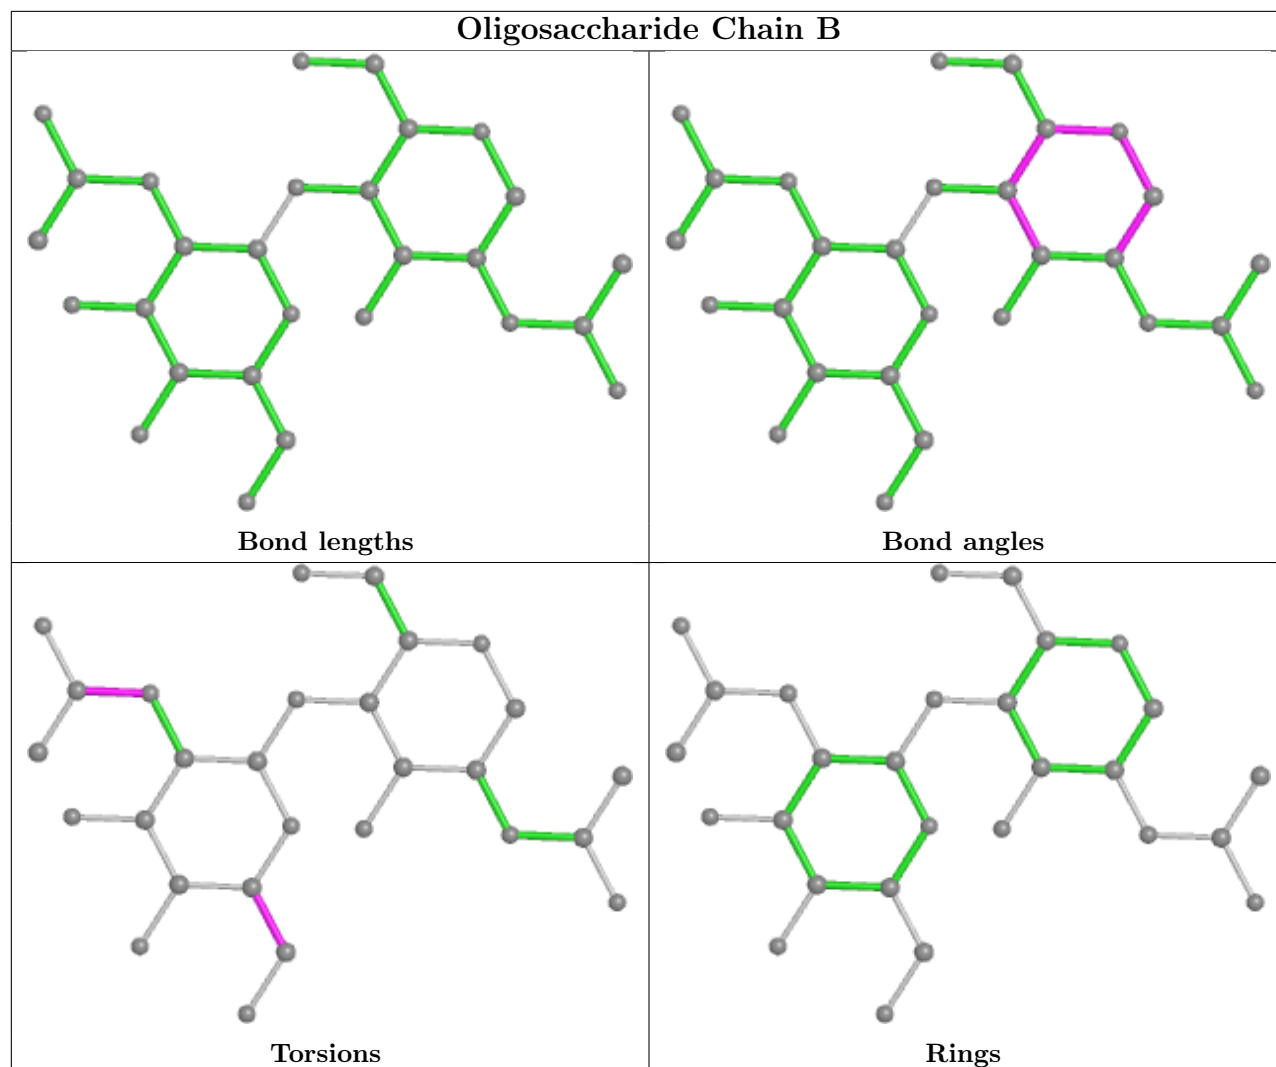 Oligosaccharide Chain B
Bond lengths
Bond angles
Torsions
Rings